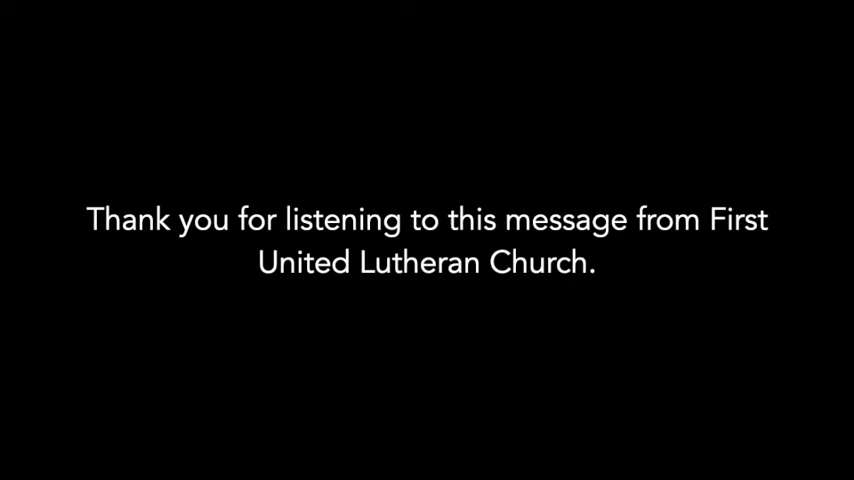 Thank you for listening to this message from First
United Lutheran Church.